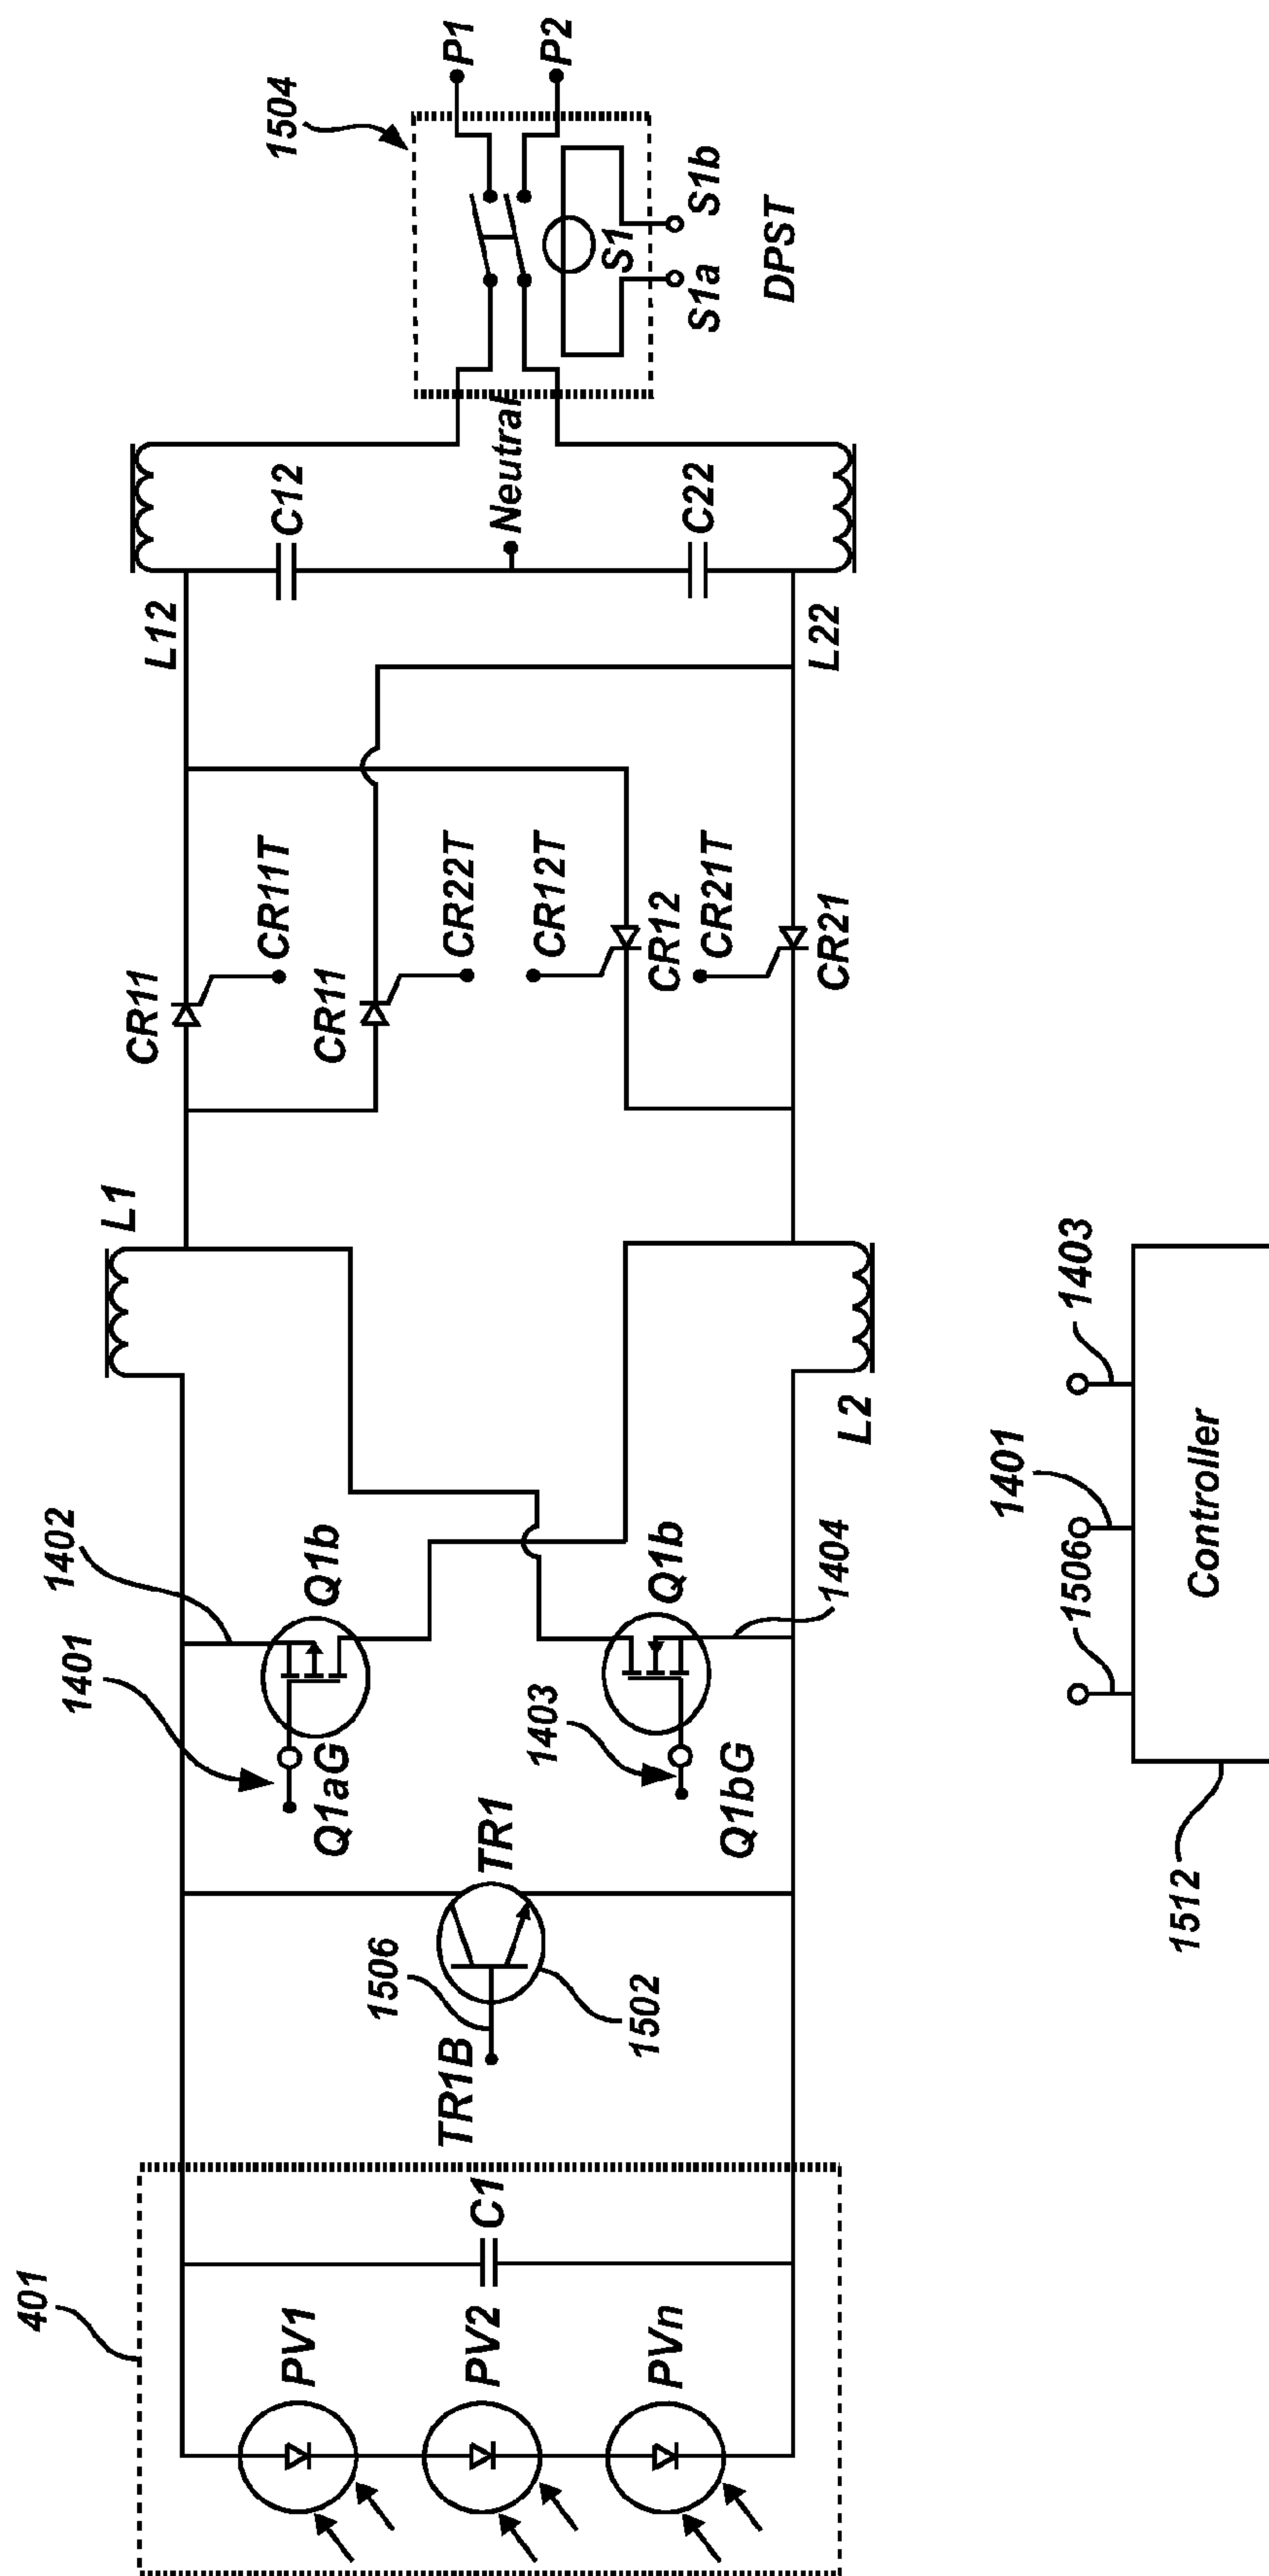 401
PV1
PV2
PVn
C1
TR1B
1506
TR1
1502
1401
1402
Q1aG
Q1b
1403
Q1bG
Q1b
1404
L1
L2
CR11
CR11T
CR11
CR22T
CR12T
CR12
CR21T
CR21
L12
C12
Neutral
C22
L22
1504
P1
P2
S1
S1a
S1b
DPST
1512
1506
1401
1403
Controller